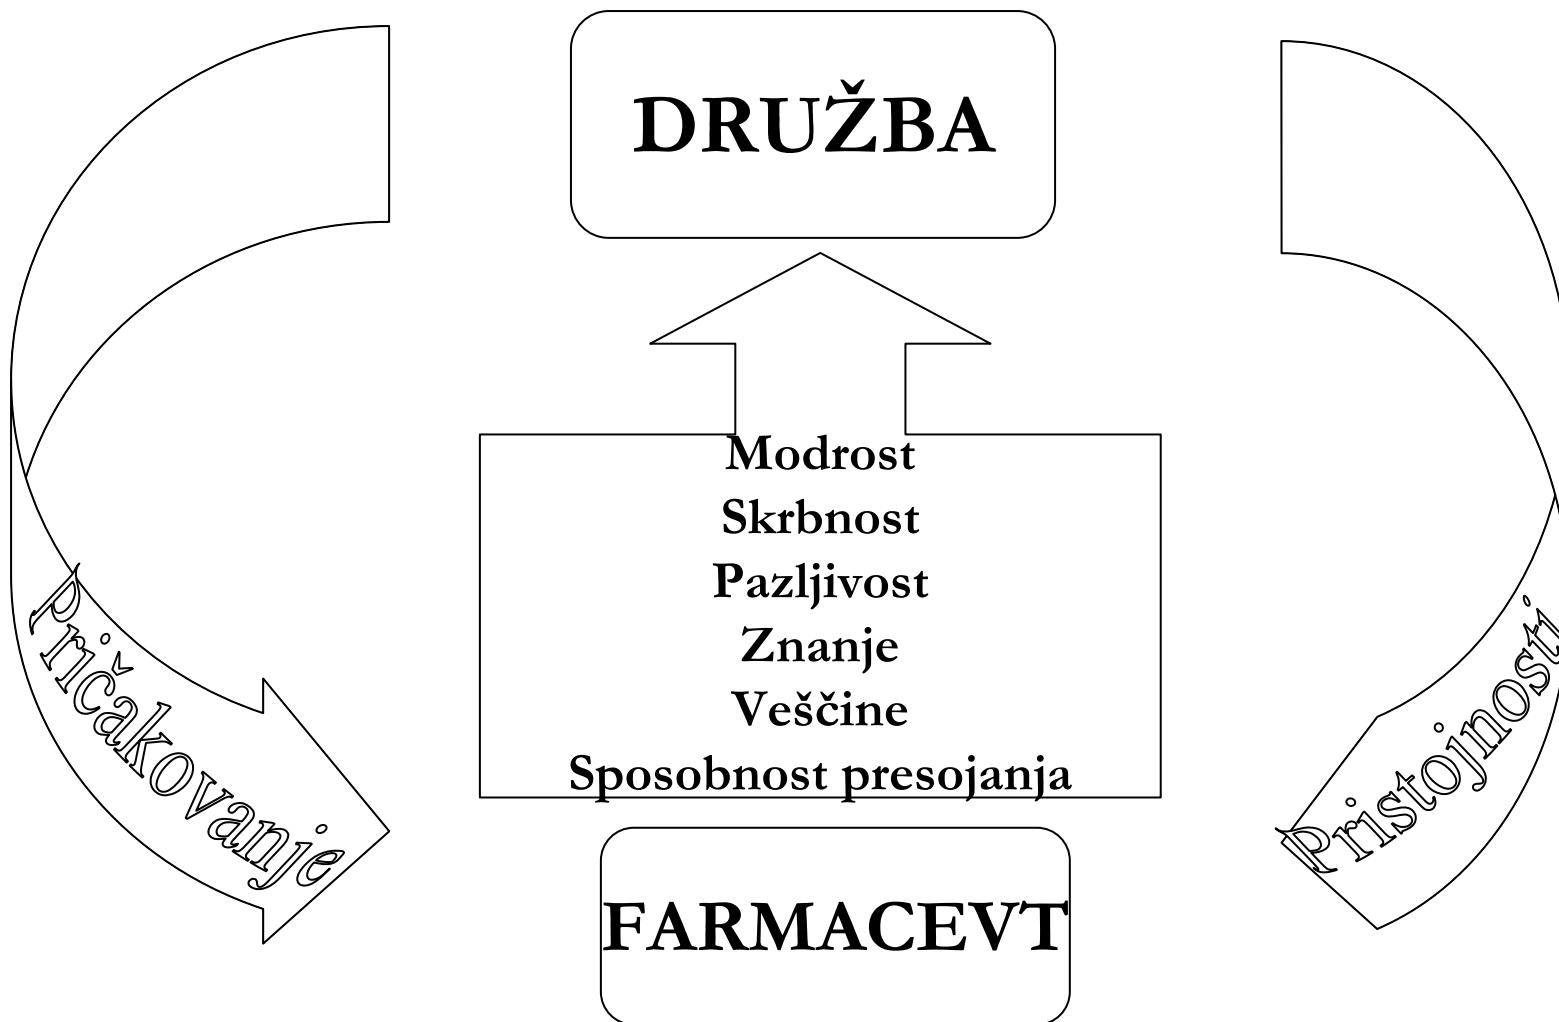 DRUŽBA
Modrost
Skrbnost
Pazljivost
Znanje
Veščine
Sposobnost presojanja
Pričakovanje
Pristojnosti
FARMACEVT